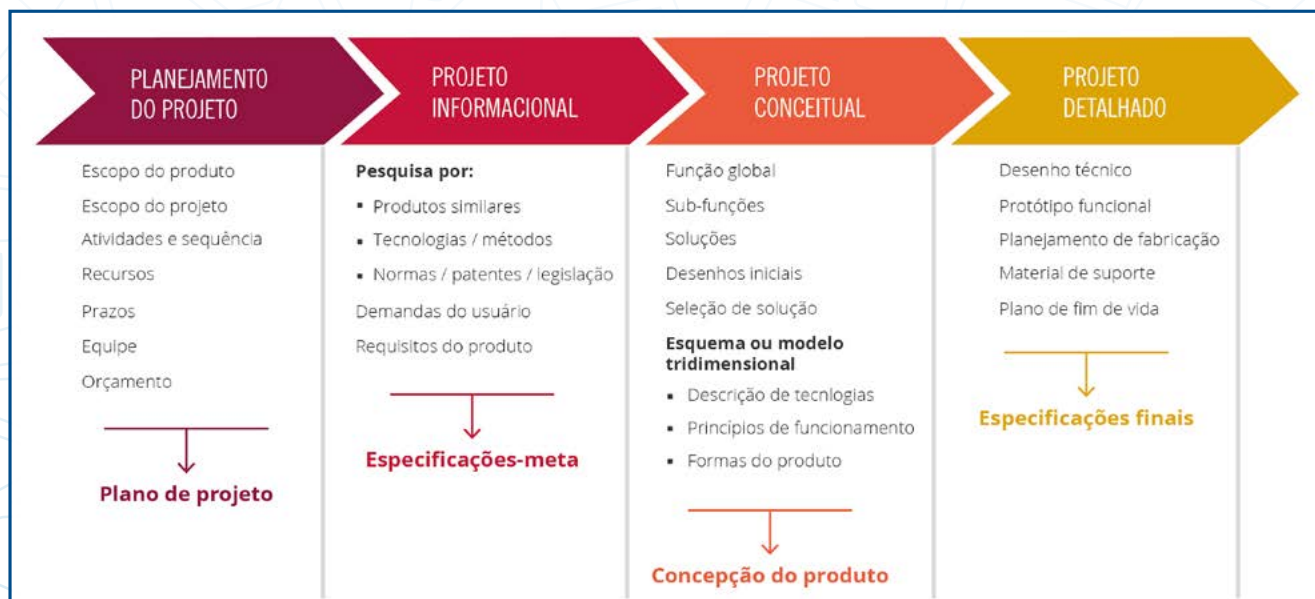 PLANEJAMENTO
DO PROJETO
Escopo do produto
Escopo do projeto
Atividades e sequência
Recursos
Prazos
Equipe
Orçamento
Plano de projeto
PROJETO
INFORMACIONAL
Pesquisa por:
▪ Produtos similares
▪ Tecnologias / métodos
▪ Normas / patentes / legislação
Demandas do usuário
Requisitos do produto
Especificações-meta
PROJETO
CONCEITUAL
Função global
Sub-funções
Soluções
Desenhos iniciais
Seleção de solução
Esquema ou modelo
tridimensional
▪ Descrição de tecnlogias
▪ Princípios de funcionamento
▪ Formas do produto
Concepção do produto
PROJETO
DETALHADO
Desenho técnico
Protótipo funcional
Planejamento de fabricação
Material de suporte
Plano de fim de vida
Especificações finais